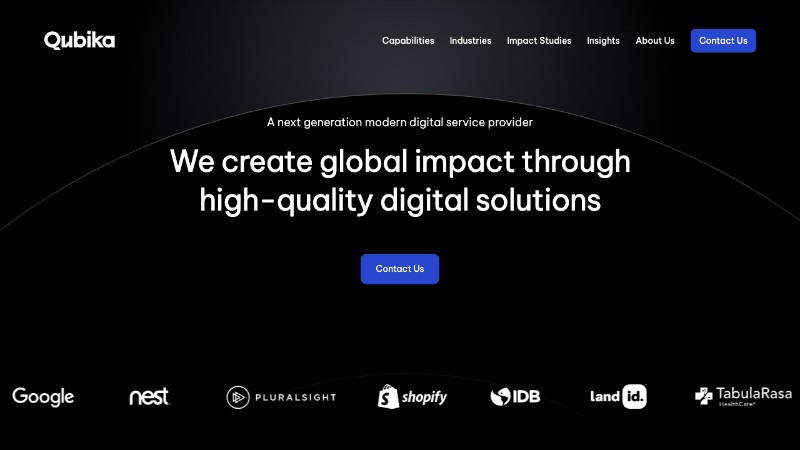 Qubika
Capabilities Industries Impact Studies Insights About Us Contact Us
A next generation modern digital service provider
We create global impact through
high-quality digital solutions
Contact Us
Google nest PLURALSIGHT shopify IDB land id. TabulaRasa
HealthCare